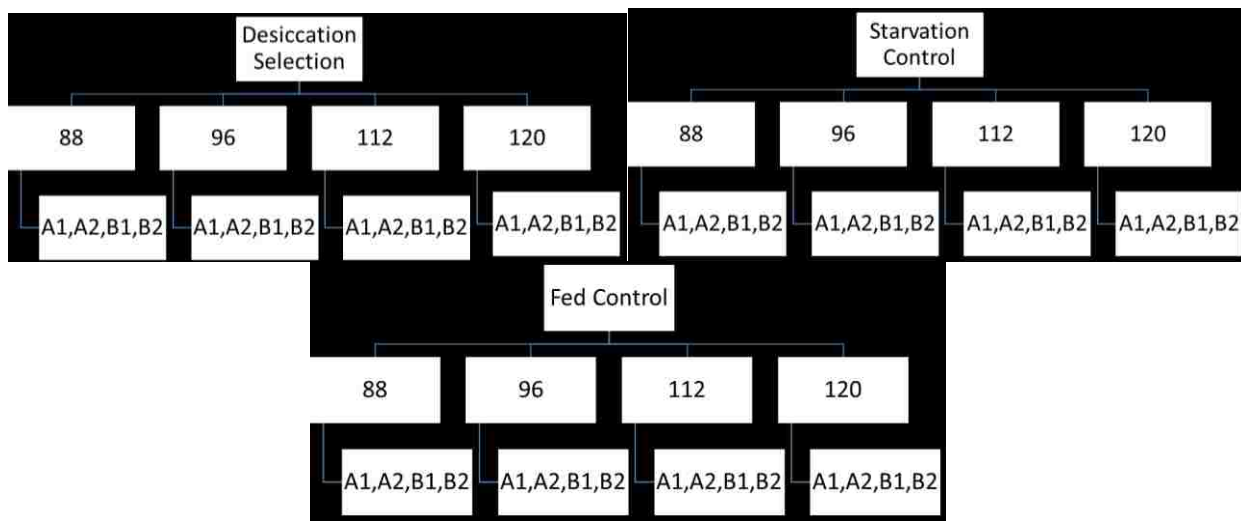 Desiccation
Selection
88
96
112
120
A1,A2,B1,B2
A1,A2,B1,B2
A1,A2,B1,B2
A1,A2,B1,B2
Starvation
Control
88
96
112
120
A1,A2,B1,B2
A1,A2,B1,B2
A1,A2,B1,B2
A1,A2,B1,B2
Fed Control
88
96
112
120
A1,A2,B1,B2
A1,A2,B1,B2
A1,A2,B1,B2
A1,A2,B1,B2